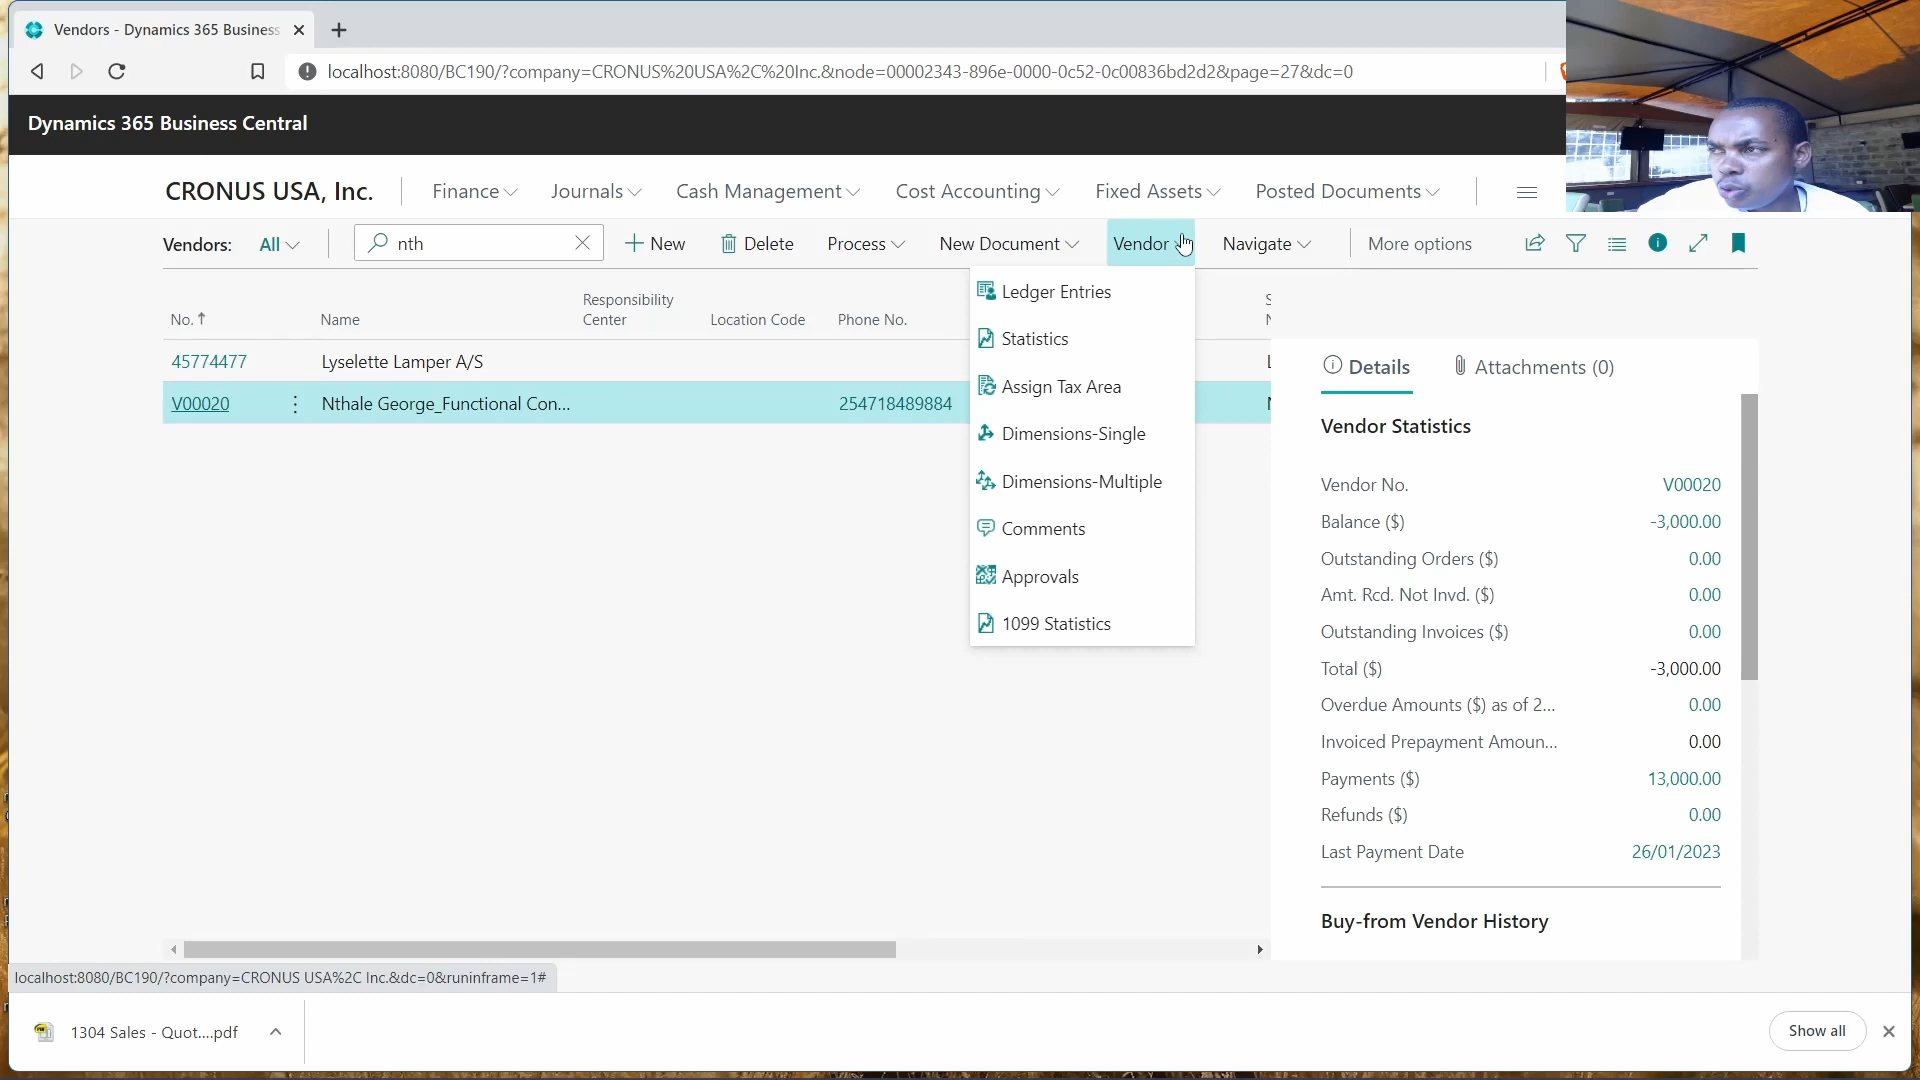 Vendors - Dynamics 365 Business
localhost:8080/BC190/?company=CRONUS%20USA%2C%20Inc.&node=00002343-896e-0000-0c52-0c00836bd2d2&page=27&dc=0
Dynamics 365 Business Central
CRONUS USA, Inc. Finance Journals Cash Management Cost Accounting Fixed Assets Posted Documents
Vendors: All nth New Delete Process New Document Vendor Navigate More options
No. Name Responsibility Center Location Code Phone No. S N
45774477 Lyselette Lamper A/S L
V00020 Nthale George_Functional Con... 254718489884
Ledger Entries
Statistics
Assign Tax Area
Dimensions-Single
Dimensions-Multiple
Comments
Approvals
1099 Statistics
Details Attachments (0)
Vendor Statistics
Vendor No. V00020
Balance ($) -3,000.00
Outstanding Orders ($) 0.00
Amt. Rcd. Not Invd. ($) 0.00
Outstanding Invoices ($) 0.00
Total ($) -3,000.00
Overdue Amounts ($) as of 2... 0.00
Invoiced Prepayment Amoun... 0.00
Payments ($) 13,000.00
Refunds ($) 0.00
Last Payment Date 26/01/2023
Buy-from Vendor History
localhost:8080/BC190/?company=CRONUS USA%2C Inc.&dc=0&runinframe=1#
1304 Sales - Quot....pdf
Show all